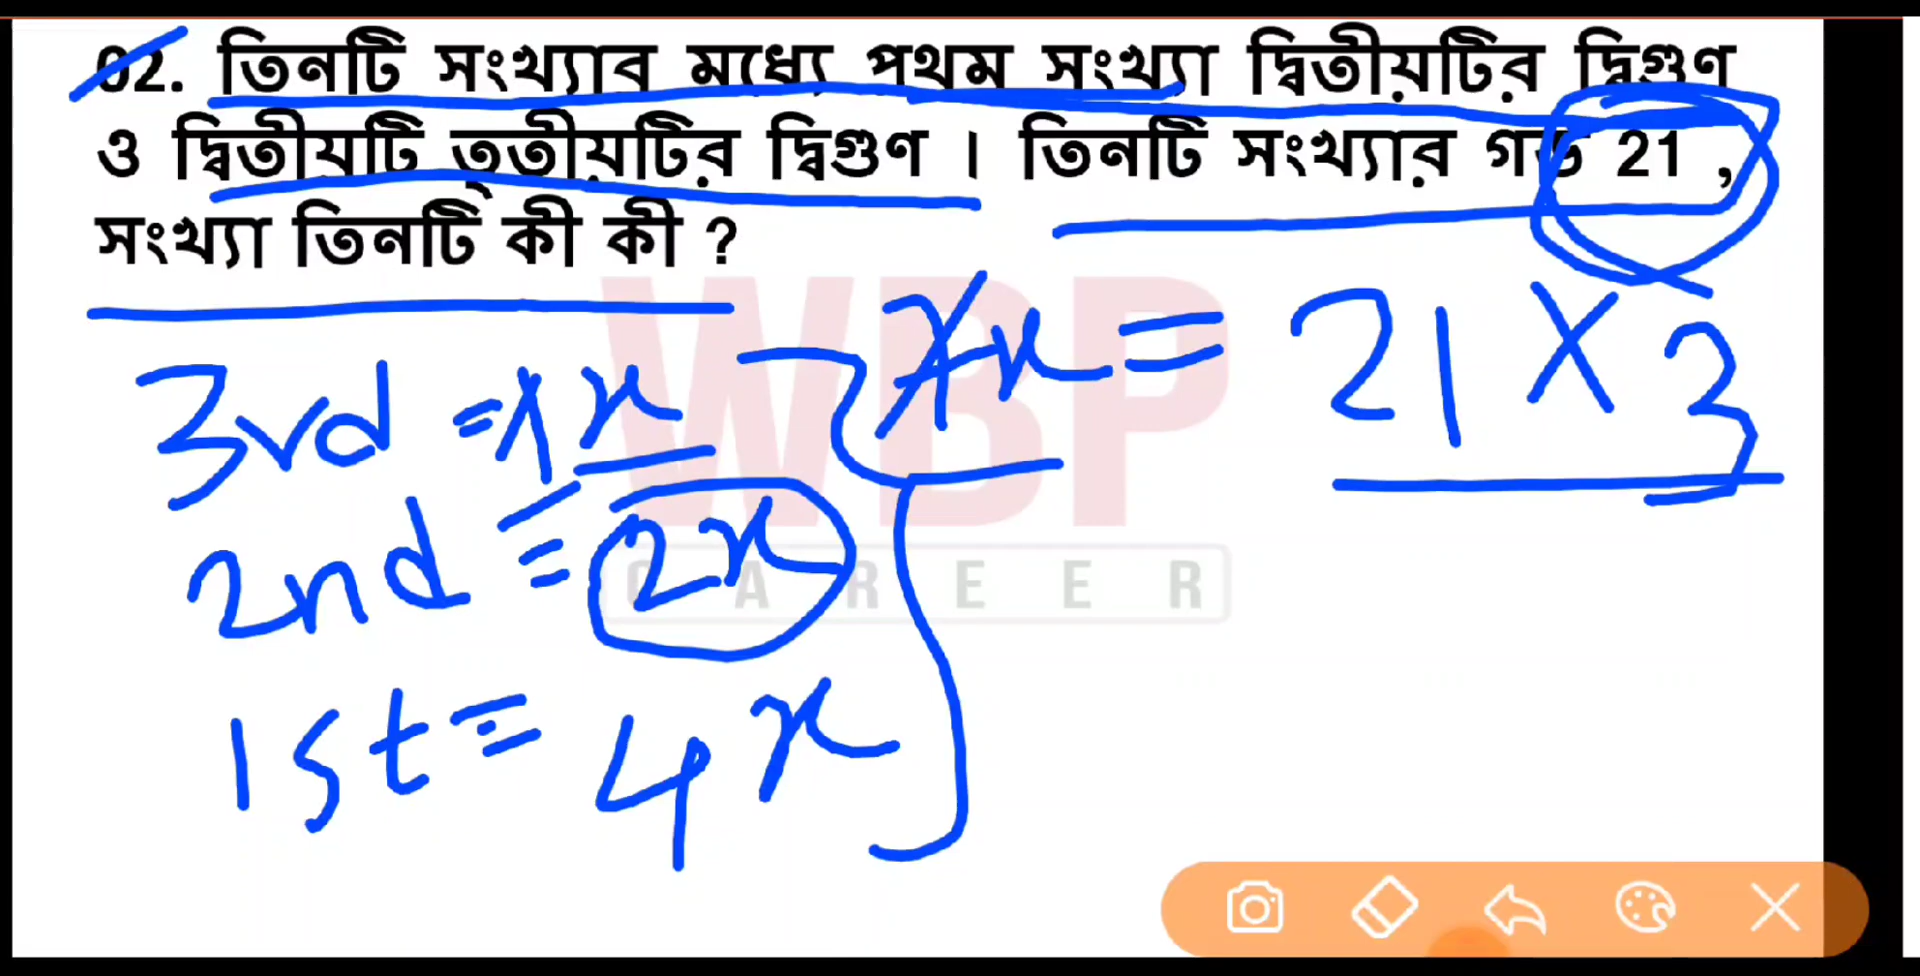 02. তিনটি সংখ্যার মধ্যে প্রথম সংখ্যা দ্বিতীয়টির দ্বিগুণ
ও দ্বিতীয়টি তৃতীয়টির দ্বিগুণ । তিনটি সংখ্যার গড় 21 ,
সংখ্যা তিনটি কী কী ?
7x = 21 × 3
3rd = 1x
2nd = 2x
1st = 4x
WBP
CAREER